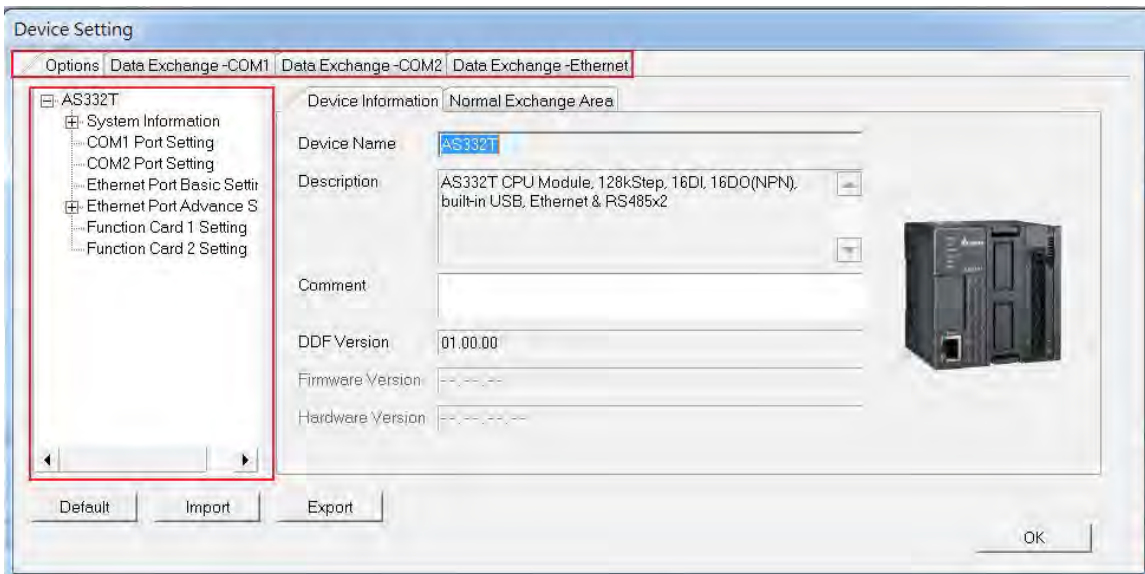 Device Setting
Options Data Exchange -COM1 Data Exchange -COM2 Data Exchange -Ethernet
AS332T
System Information
COM1 Port Setting
COM2 Port Setting
Ethernet Port Basic Settir
Ethernet Port Advance S
Function Card 1 Setting
Function Card 2 Setting
Device Information Normal Exchange Area
Device Name AS332T
Description AS332T CPU Module, 128kStep, 16DI, 16DO(NPN),
built-in USB, Ethernet & RS485x2
Comment
DDF Version 01.00.00
Firmware Version --.--.--
Hardware Version --.--.--.--
Default Import Export
OK